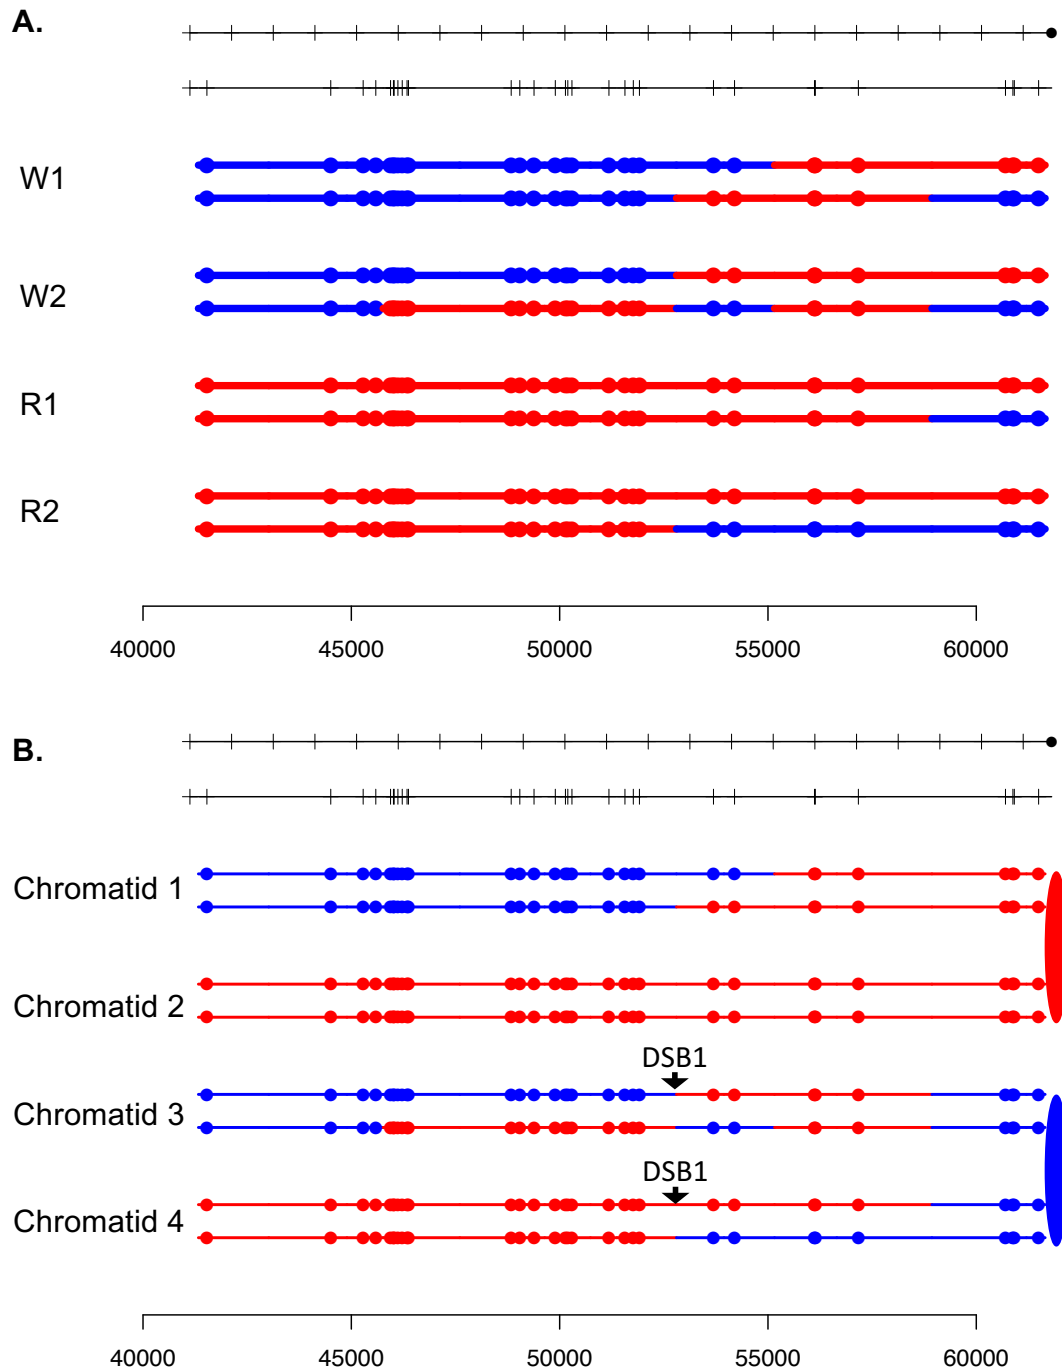 A.
W1
W2
R1
R2
40000 45000 50000 55000 60000
B.
Chromatid 1
Chromatid 2
DSB1
Chromatid 3
DSB1
Chromatid 4
40000 45000 50000 55000 60000